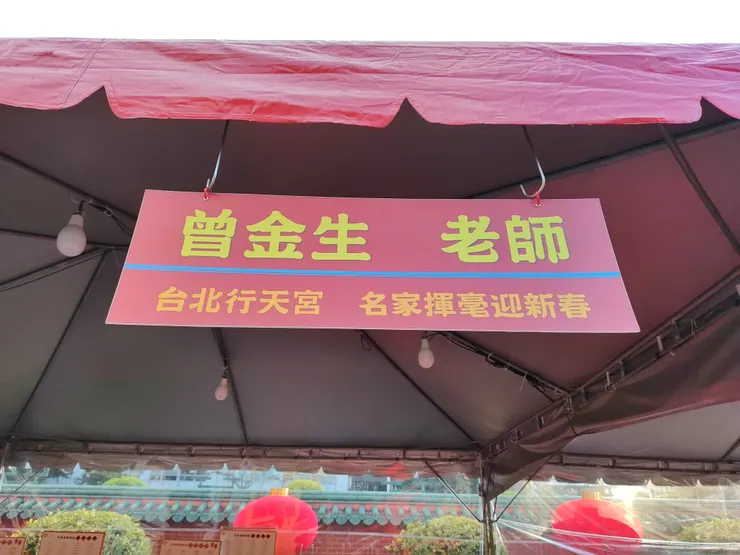 曾金生 老師
台北行天宮 名家揮毫迎新春